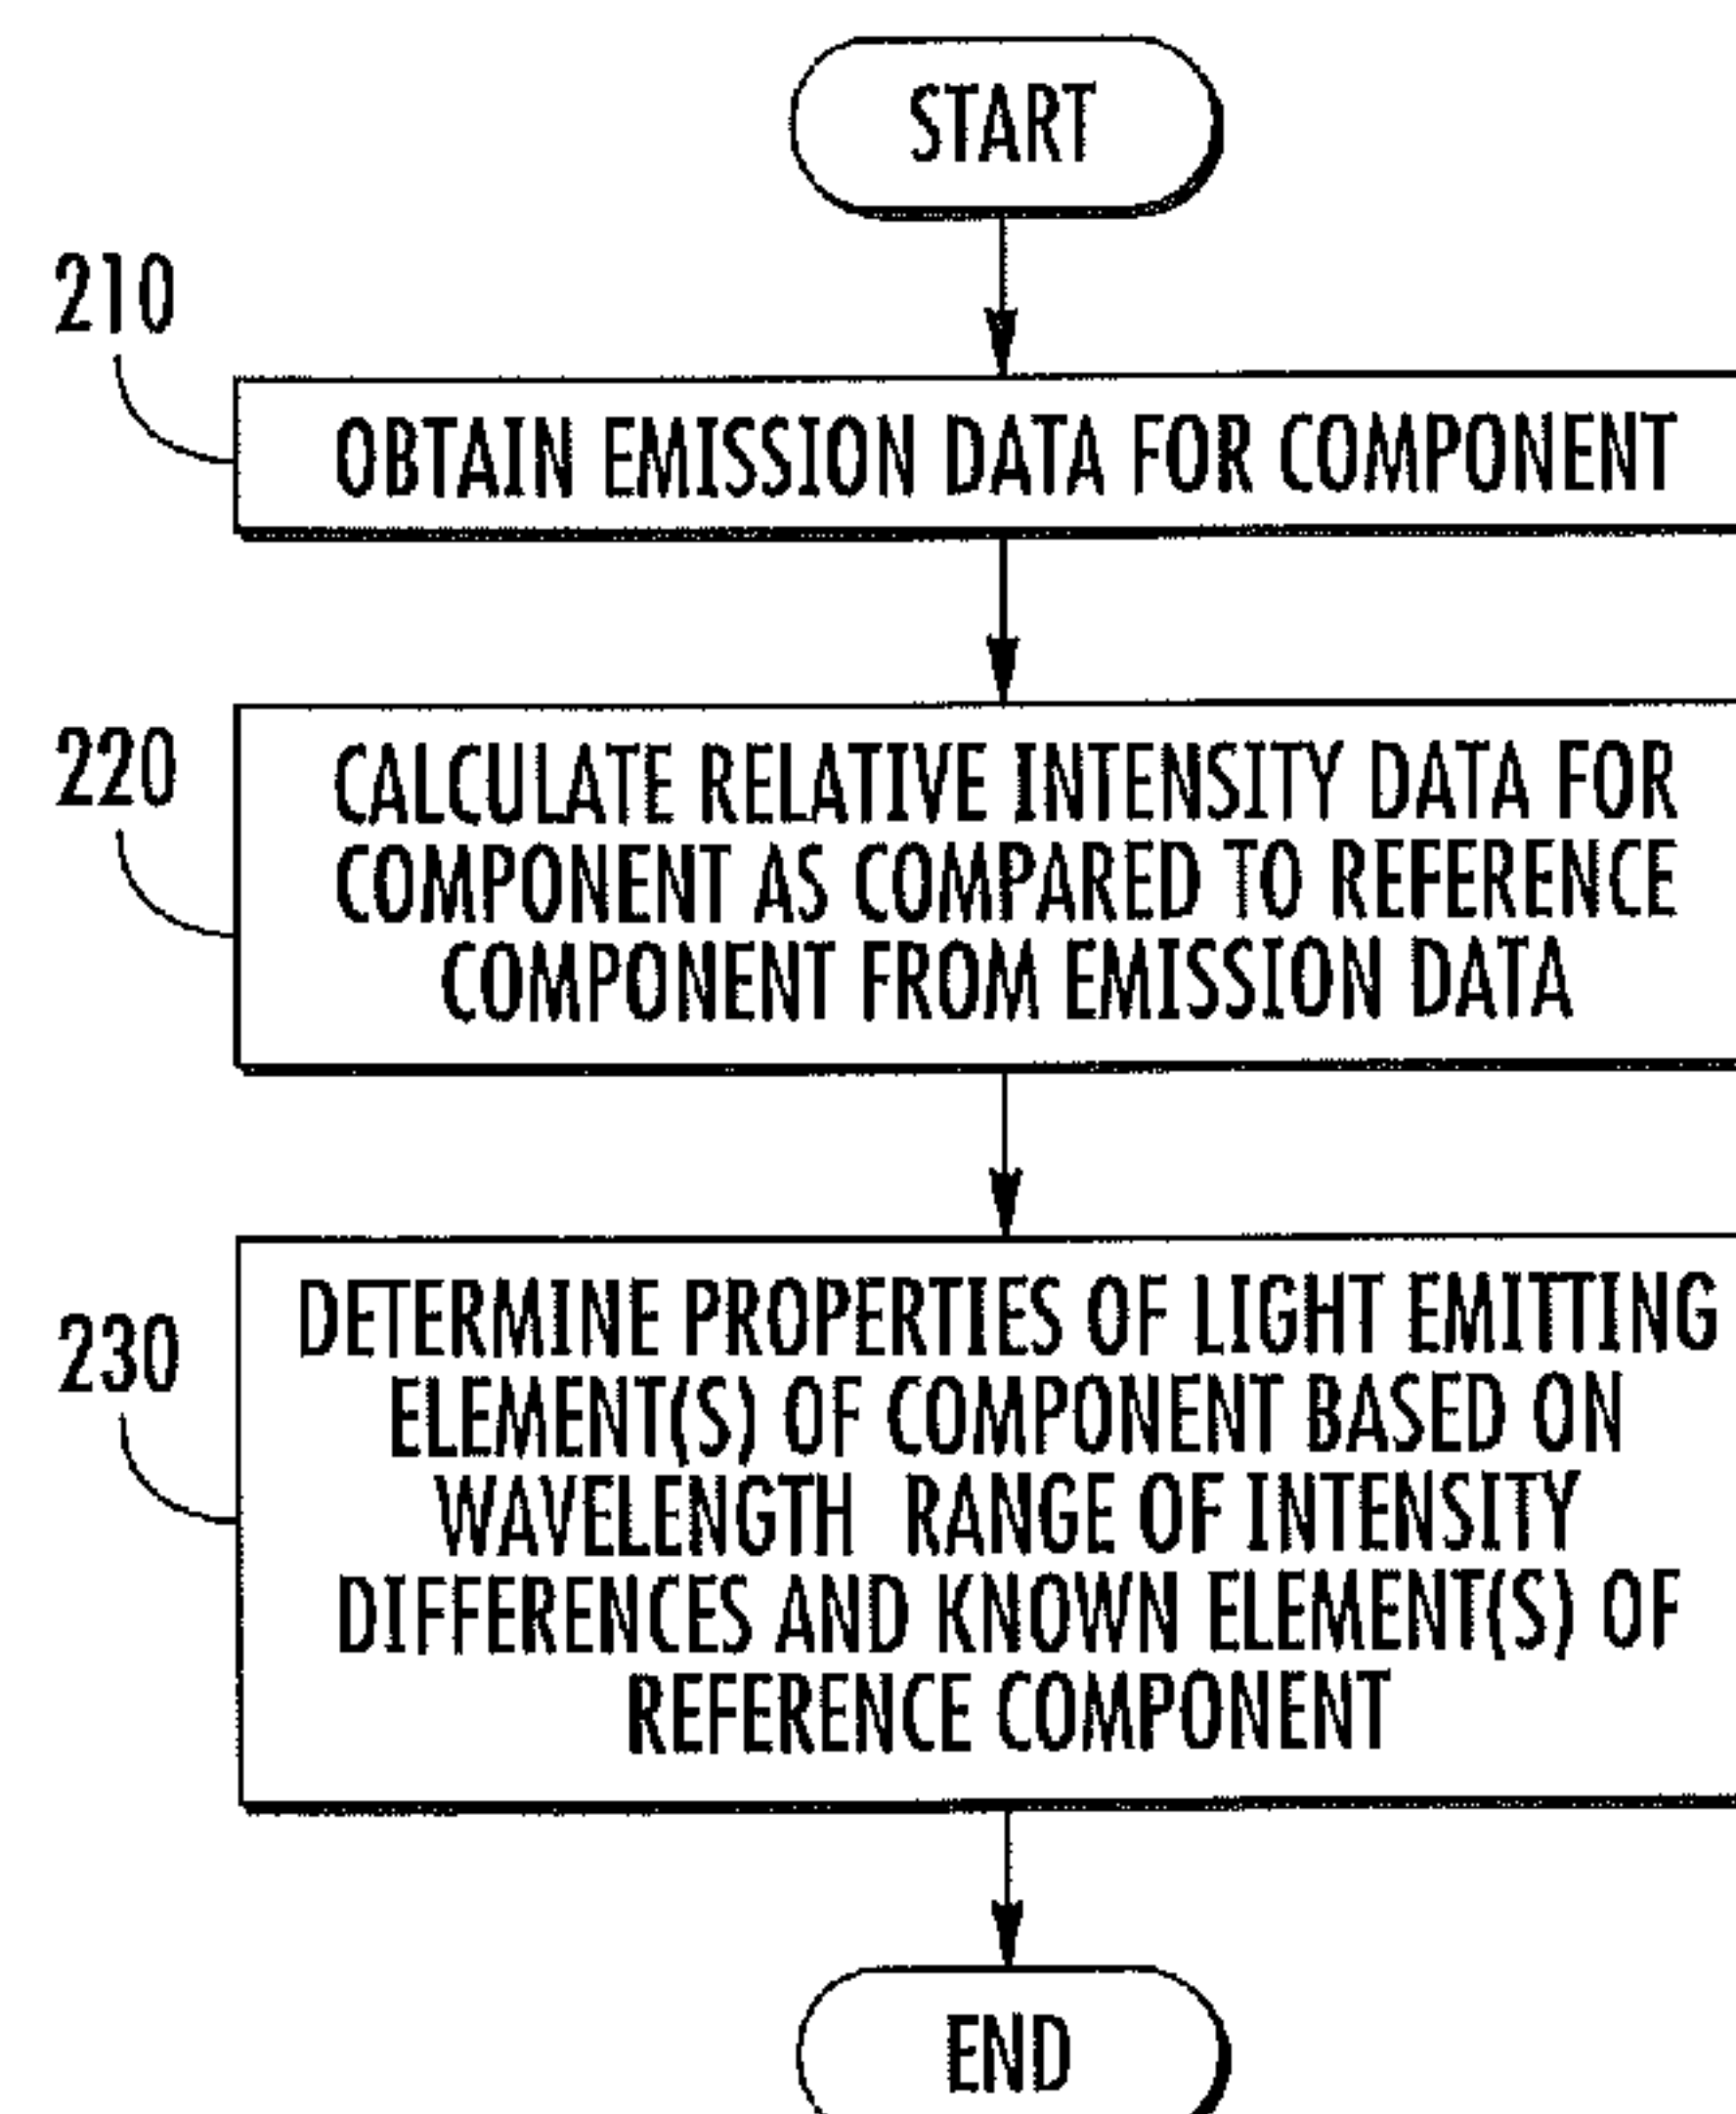 START
210
OBTAIN EMISSION DATA FOR COMPONENT
220
CALCULATE RELATIVE INTENSITY DATA FOR
COMPONENT AS COMPARED TO REFERENCE
COMPONENT FROM EMISSION DATA
230
DETERMINE PROPERTIES OF LIGHT EMITTING
ELEMENT(S) OF COMPONENT BASED ON
WAVELENGTH RANGE OF INTENSITY
DIFFERENCES AND KNOWN ELEMENT(S) OF
REFERENCE COMPONENT
END